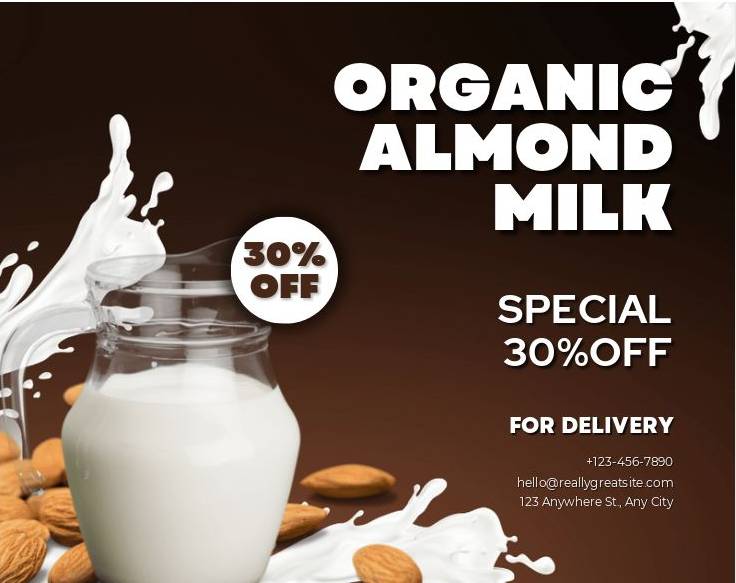 ORGANIC
ALMOND
MILK
30%
OFF
SPECIAL
30%OFF
FOR DELIVERY
+123-456-7890
hello@reallygreatsite.com
123 Anywhere St., Any City